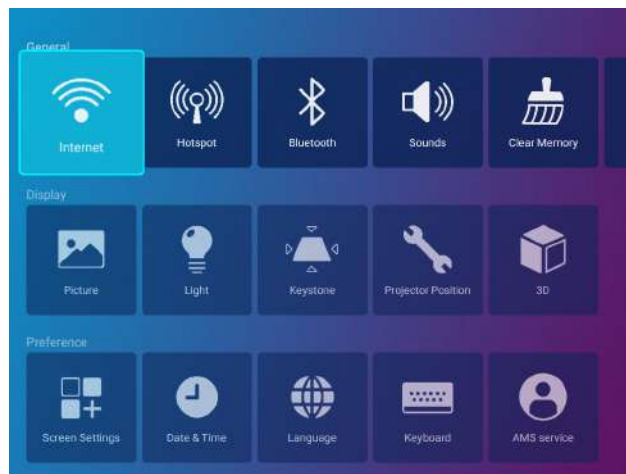 General
Internet
Hotspot
Bluetooth
Sounds
Clear Memory
Display
Picture
Light
Keystone
Projector Position
3D
Preference
Screen Settings
Date & Time
Language
Keyboard
AMS service